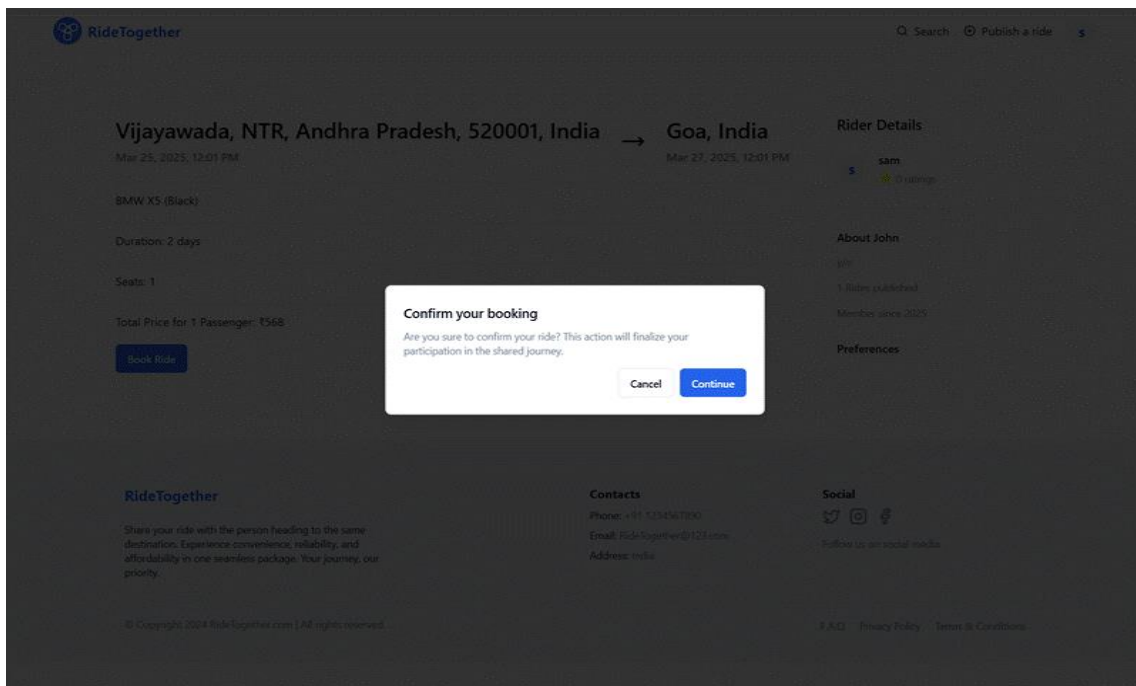 RideTogether
Search
Publish a ride
S
Vijayawada, NTR, Andhra Pradesh, 520001, India → Goa, India
Mar 25, 2025, 12:01 PM
Mar 27, 2025, 12:01 PM
BMW X5 (Black)
Duration: 2 days
Seats: 1
Total Price for 1 Passenger: ₹568
Book Ride
Rider Details
S
sam
0 ratings
About John
1 Rides published
Member since 2025
Preferences
Confirm your booking
Are you sure to confirm your ride? This action will finalize your
participation in the shared journey.
Cancel
Continue
RideTogether
Share your ride with the person heading to the same
destination. Experience convenience, reliability, and
affordability in one seamless package. Your journey, our
priority.
Contacts
Phone: +91 1234567890
Email: RideTogether@123.com
Address: India
Social
Follow us on social media
© Copyright 2024 RideTogether.com | All rights reserved.
F.A.Q
Privacy Policy
Terms & Conditions